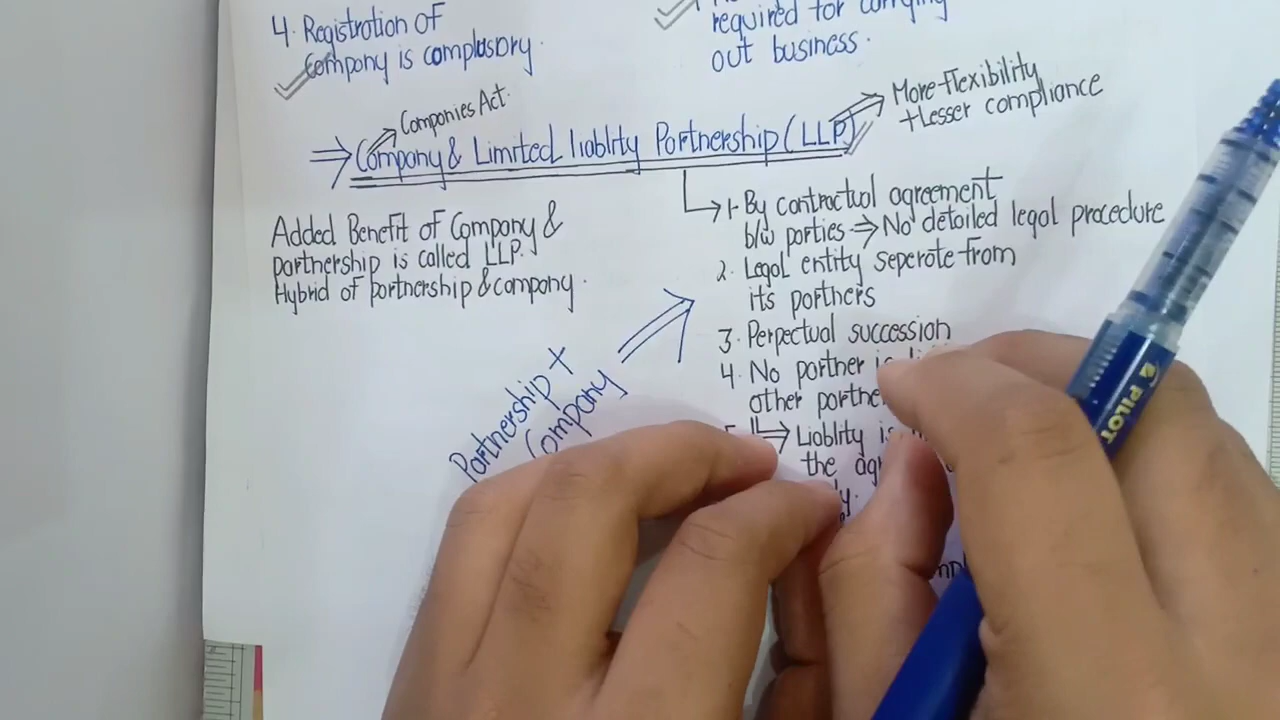 4. Registration of
Company is complusory.
required for carrying
out business.
Companies Act.
More flexibility
+ Lesser compliance
⇒ Company & Limited liablity Partnership (LLP)
Added Benefit of Company &
partnership is called LLP.
Hybrid of partnership & company.
1. By contractual agreement
b/w parties ⇒ No detailed legal procedure
2. Legal entity seperate from
its partners
3. Perpectual succession
4. No partner is
other
Liablity is
the
Partnership +
Company
PILOT